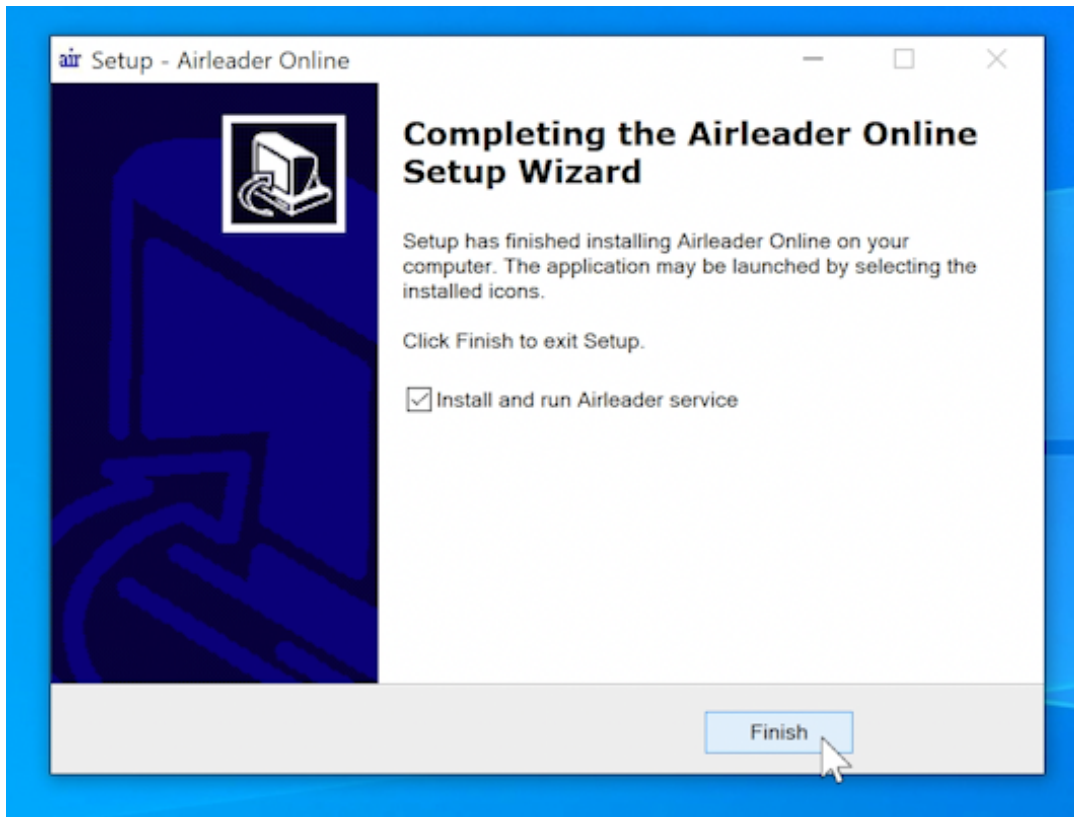 air Setup - Airleader Online
Completing the Airleader Online
Setup Wizard
Setup has finished installing Airleader Online on your
computer. The application may be launched by selecting the
installed icons.
Click Finish to exit Setup.
Install and run Airleader service
Finish